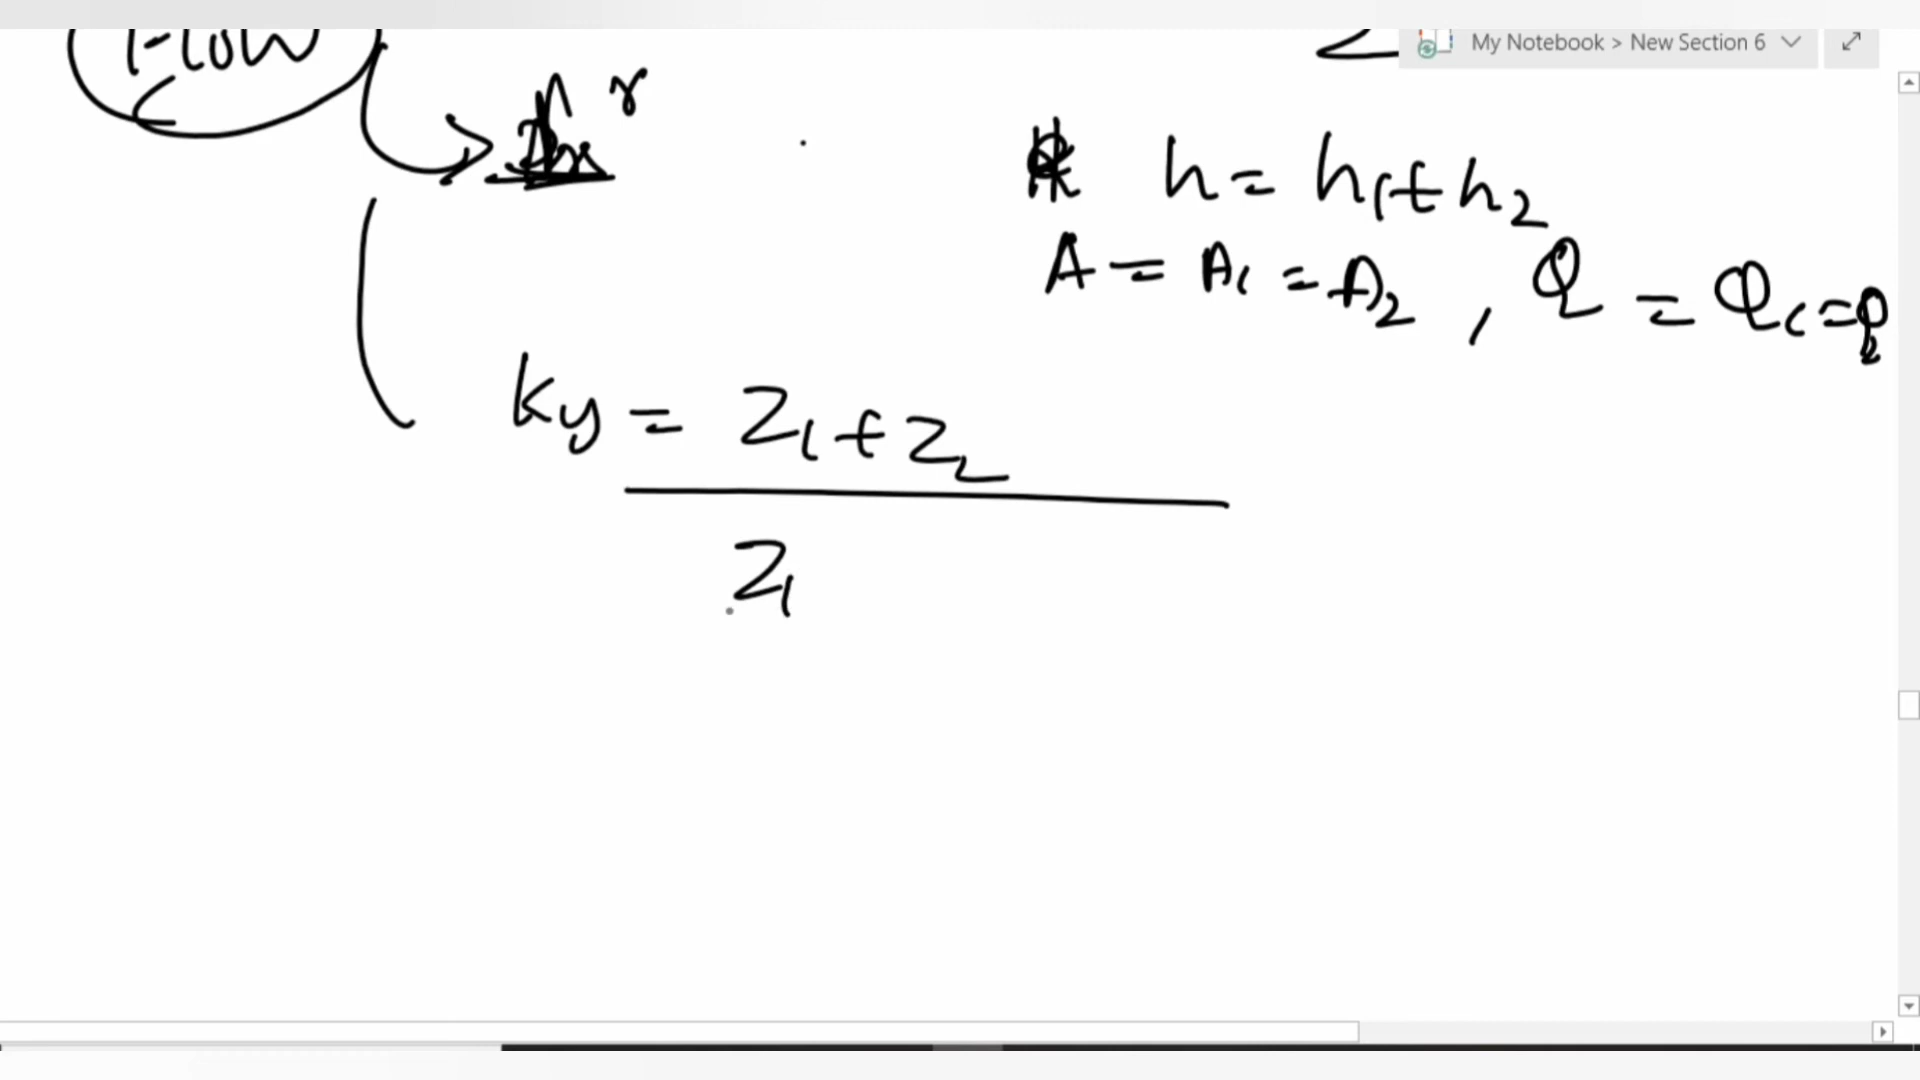 Flow
My Notebook > New Section 6
r
h = h1 + h2
A = A1 = A2 , Q = Q1 = Q2
ky = Z1 + Z2
Z1